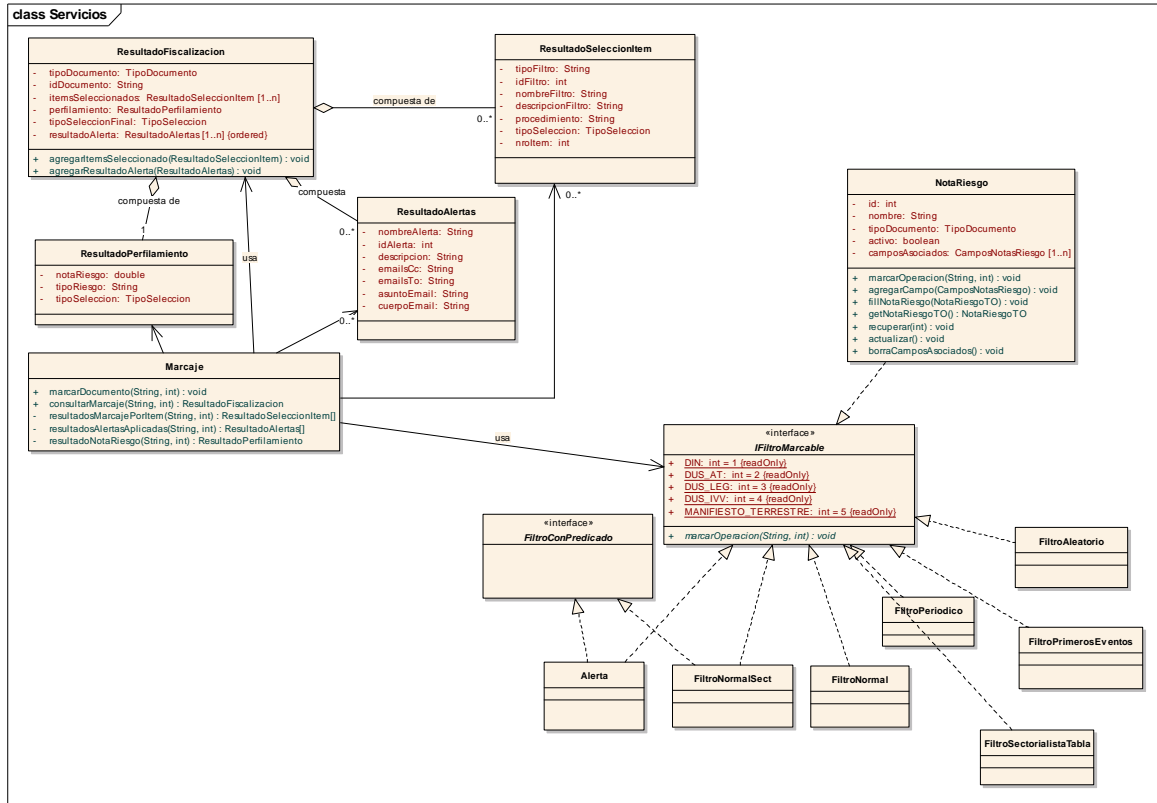 class Servicios
ResultadoFiscalizacion
- tipoDocumento: TipoDocumento
- idDocumento: String
- itemsSeleccionados: ResultadoSeleccionItem [1..n]
- perfilamiento: ResultadoPerfilamiento
- tipoSeleccionFinal: TipoSeleccion
- resultadoAlerta: ResultadoAlertas [1..n] {ordered}
+ agregarItemsSeleccionado(ResultadoSeleccionItem) : void
+ agregarResultadoAlerta(ResultadoAlertas) : void
compuesta de
0..*
ResultadoSeleccionItem
- tipoFiltro: String
- idFiltro: int
- nombreFiltro: String
- descripcionFiltro: String
- procedimiento: String
- tipoSeleccion: TipoSeleccion
- nroItem: int
0..*
compuesta de
1
compuesta
0..*
ResultadoAlertas
- nombreAlerta: String
- idAlerta: int
- descripcion: String
- emailsCc: String
- emailsTo: String
- asuntoEmail: String
- cuerpoEmail: String
0..*
usa
ResultadoPerfilamiento
- notaRiesgo: double
- tipoRiesgo: String
- tipoSeleccion: TipoSeleccion
NotaRiesgo
- id: int
- nombre: String
- tipoDocumento: TipoDocumento
- activo: boolean
- camposAsociados: CamposNotasRiesgo [1..n]
+ marcarOperacion(String, int) : void
+ agregarCampo(CamposNotasRiesgo) : void
+ fillNotaRiesgo(NotaRiesgoTO) : void
+ getNotaRiesgoTO() : NotaRiesgoTO
+ recuperar(int) : void
+ actualizar() : void
+ borraCamposAsociados() : void
Marcaje
+ marcarDocumento(String, int) : void
+ consultarMarcaje(String, int) : ResultadoFiscalizacion
- resultadosMarcajePorItem(String, int) : ResultadoSeleccionItem[]
- resultadosAlertasAplicadas(String, int) : ResultadoAlertas[]
- resultadoNotaRiesgo(String, int) : ResultadoPerfilamiento
usa
«interface»
IFiltroMarcable
+ DIN: int = 1 {readOnly}
+ DUS_AT: int = 2 {readOnly}
+ DUS_LEG: int = 3 {readOnly}
+ DUS_IVV: int = 4 {readOnly}
+ MANIFIESTO_TERRESTRE: int = 5 {readOnly}
+ marcarOperacion(String, int) : void
«interface»
FiltroConPredicado
FiltroAleatorio
FiltroPeriodico
FiltroPrimerosEventos
Alerta
FiltroNormalSect
FiltroNormal
FiltroSectorialistaTabla